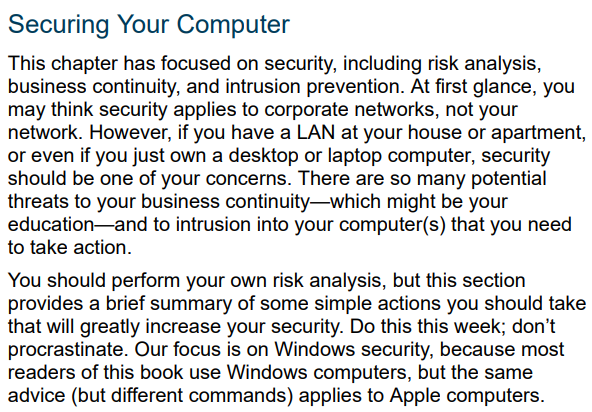 Securing Your Computer
This chapter has focused on security, including risk analysis,
business continuity, and intrusion prevention. At first glance, you
may think security applies to corporate networks, not your
network. However, if you have a LAN at your house or apartment,
or even if you just own a desktop or laptop computer, security
should be one of your concerns. There are so many potential
threats to your business continuity—which might be your
education—and to intrusion into your computer(s) that you need
to take action.
You should perform your own risk analysis, but this section
provides a brief summary of some simple actions you should take
that will greatly increase your security. Do this this week; don’t
procrastinate. Our focus is on Windows security, because most
readers of this book use Windows computers, but the same
advice (but different commands) applies to Apple computers.